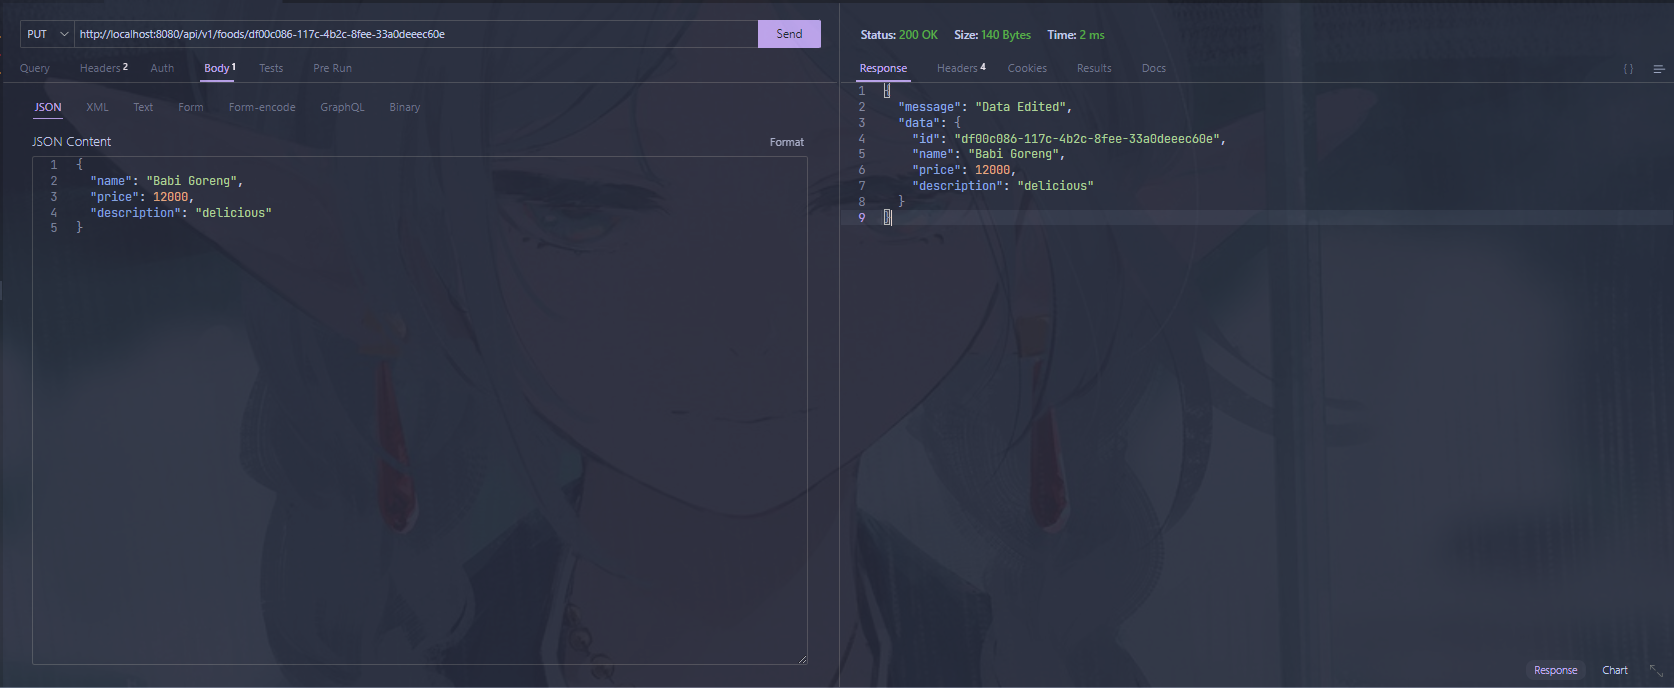 PUT http://localhost:8080/api/v1/foods/df00c086-117c-4b2c-8fee-33a0deeec60e Send
Query Headers 2 Auth Body 1 Tests Pre Run
JSON XML Text Form Form-encode GraphQL Binary
JSON Content Format
1 {
2 "name": "Babi Goreng",
3 "price": 12000,
4 "description": "delicious"
5 }
Status: 200 OK Size: 140 Bytes Time: 2 ms
Response Headers 4 Cookies Results Docs { }
1 {
2 "message": "Data Edited",
3 "data": {
4 "id": "df00c086-117c-4b2c-8fee-33a0deeec60e",
5 "name": "Babi Goreng",
6 "price": 12000,
7 "description": "delicious"
8 }
9 }
Response Chart